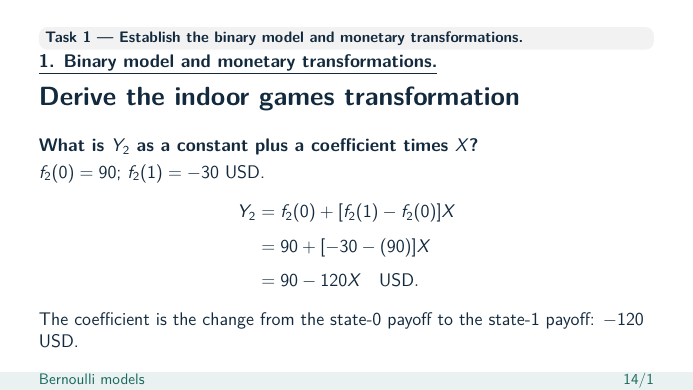 Task 1 — Establish the binary model and monetary transformations.
1. Binary model and monetary transformations.
Derive the indoor games transformation
What is Y₂ as a constant plus a coefficient times X?
f₂(0) = 90; f₂(1) = −30 USD.
Y₂ = f₂(0) + [f₂(1) − f₂(0)]X
= 90 + [−30 − (90)]X
= 90 − 120X USD.
The coefficient is the change from the state-0 payoff to the state-1 payoff: −120
USD.
Bernoulli models 14/1